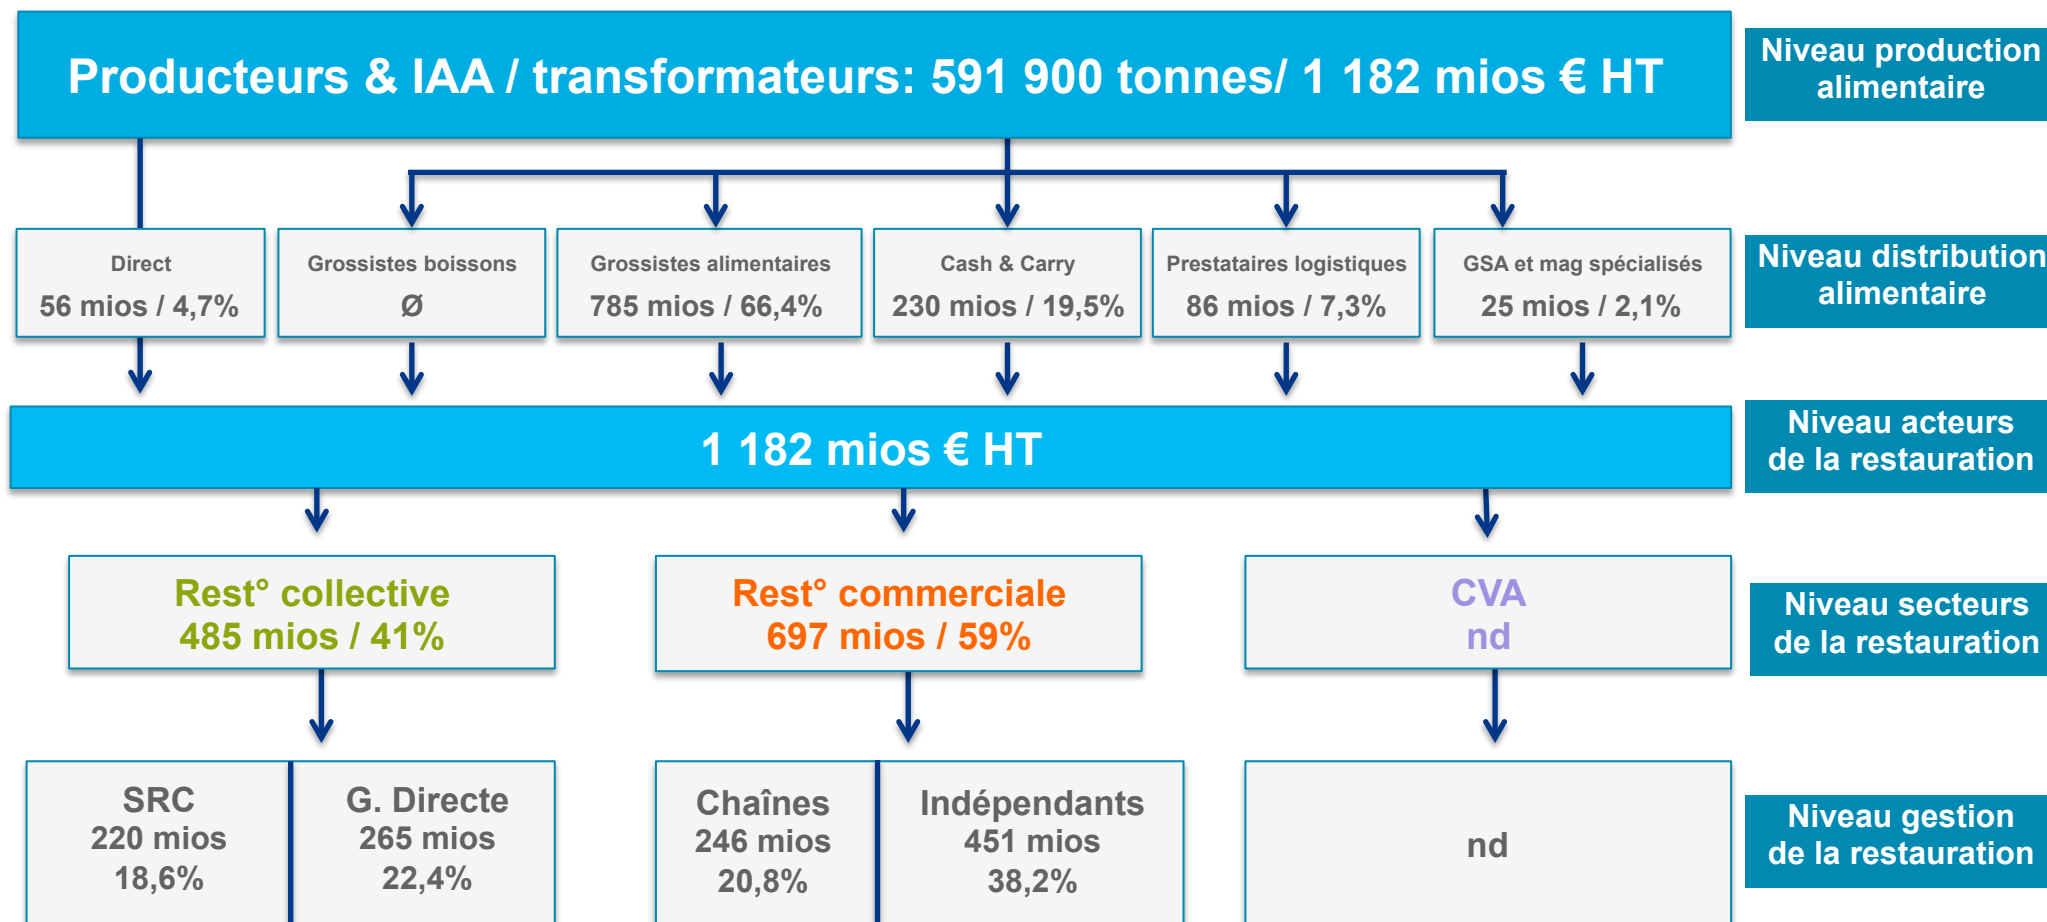 Producteurs & IAA / transformateurs: 591 900 tonnes/ 1 182 mios € HT
Niveau production
alimentaire
Direct
56 mios / 4,7%
Grossistes boissons
Ø
Grossistes alimentaires
785 mios / 66,4%
Cash & Carry
230 mios / 19,5%
Prestataires logistiques
86 mios / 7,3%
GSA et mag spécialisés
25 mios / 2,1%
Niveau distribution
alimentaire
1 182 mios € HT
Niveau acteurs
de la restauration
Rest° collective
485 mios / 41%
Rest° commerciale
697 mios / 59%
CVA
nd
Niveau secteurs
de la restauration
SRC
220 mios
18,6%
G. Directe
265 mios
22,4%
Chaînes
246 mios
20,8%
Indépendants
451 mios
38,2%
nd
Niveau gestion
de la restauration